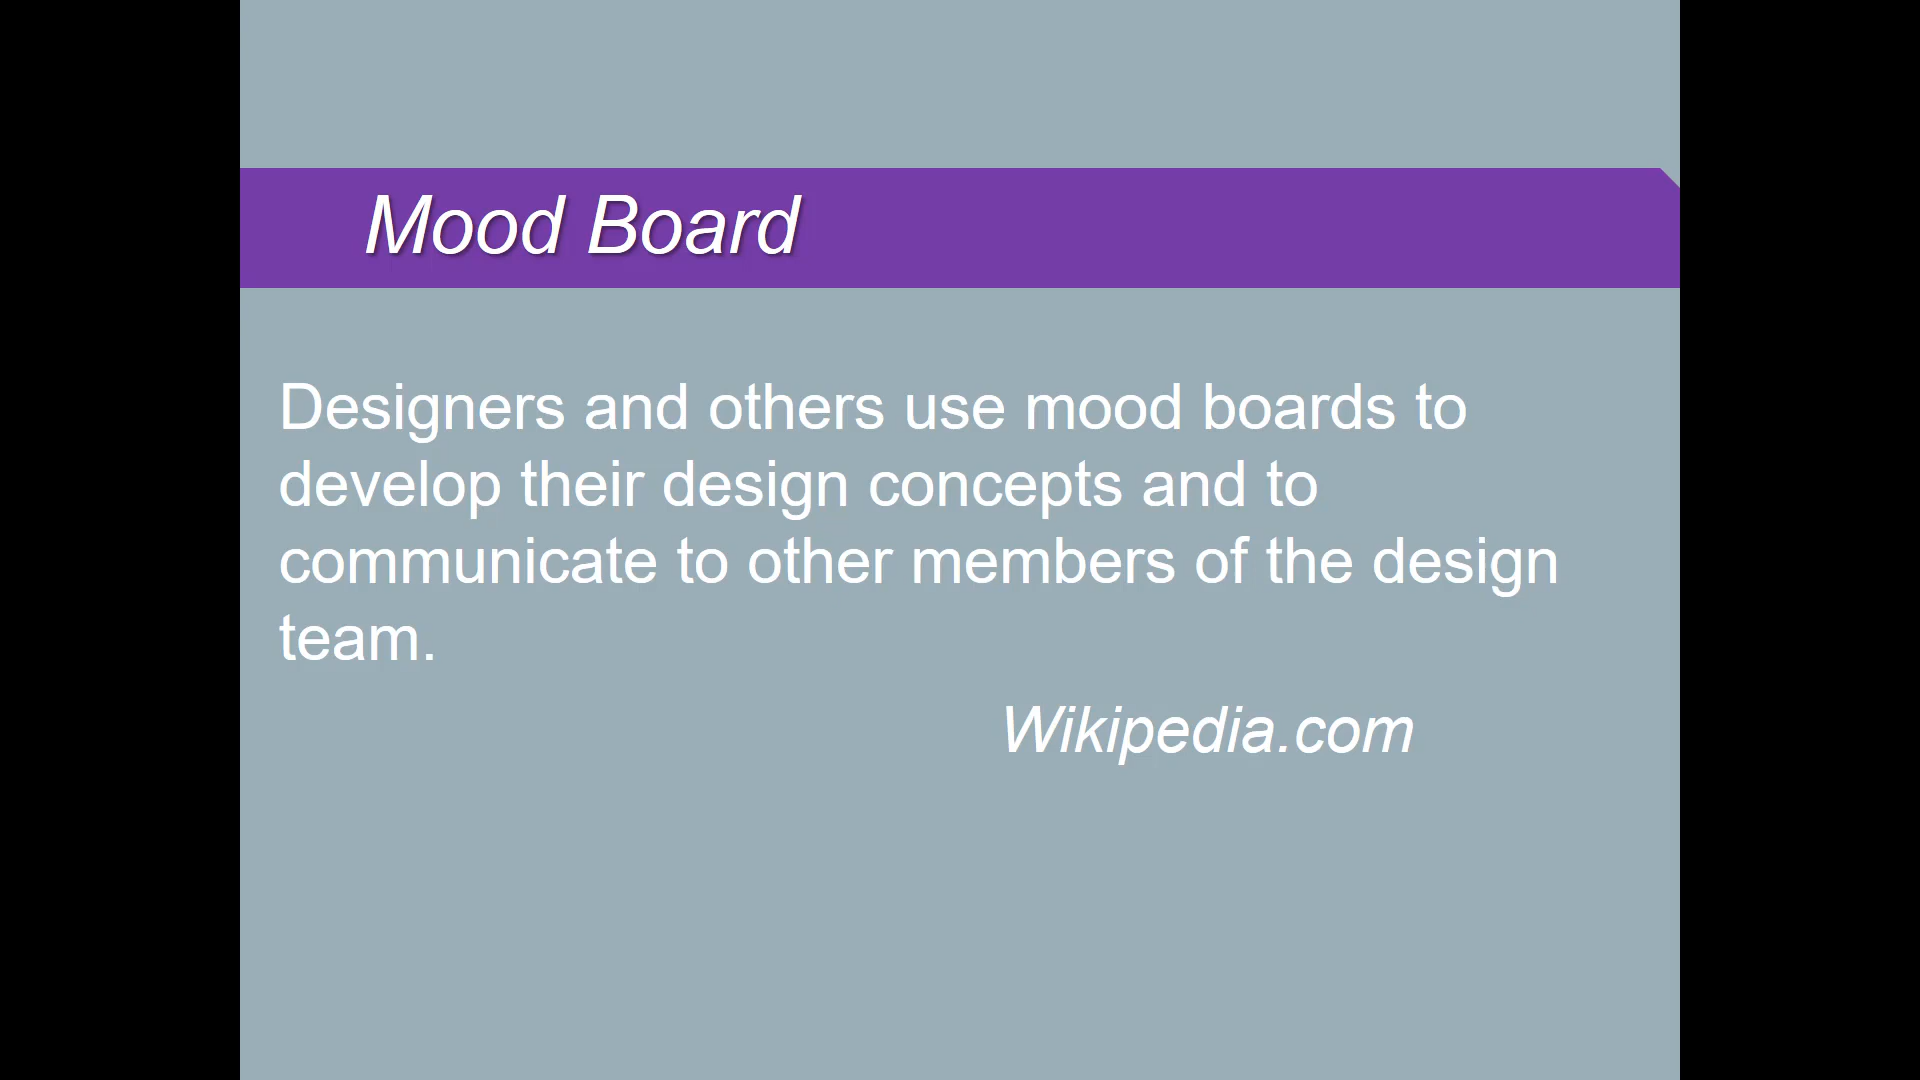 Mood Board
Designers and others use mood boards to
develop their design concepts and to
communicate to other members of the design
team.
Wikipedia.com